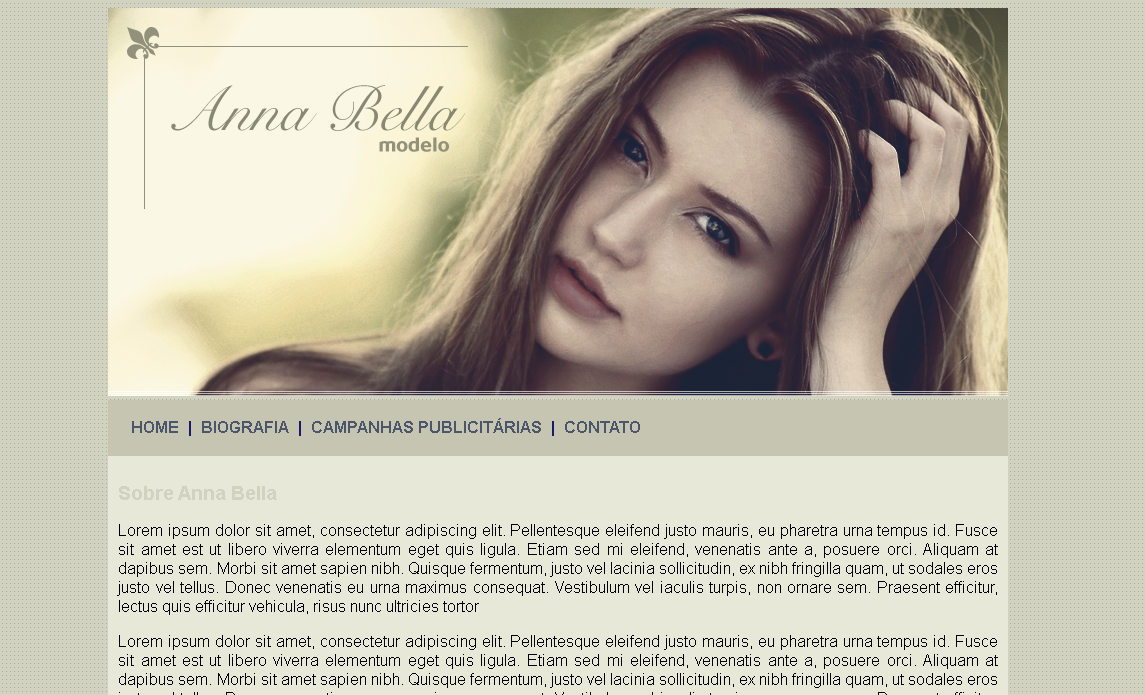 Anna Bella
modelo
HOME | BIOGRAFIA | CAMPANHAS PUBLICITÁRIAS | CONTATO
Sobre Anna Bella
Lorem ipsum dolor sit amet, consectetur adipiscing elit. Pellentesque eleifend justo mauris, eu pharetra urna tempus id. Fusce
sit amet est ut libero viverra elementum eget quis ligula. Etiam sed mi eleifend, venenatis ante a, posuere orci. Aliquam at
dapibus sem. Morbi sit amet sapien nibh. Quisque fermentum, justo vel lacinia sollicitudin, ex nibh fringilla quam, ut sodales eros
justo vel tellus. Donec venenatis eu urna maximus consequat. Vestibulum vel iaculis turpis, non ornare sem. Praesent efficitur,
lectus quis efficitur vehicula, risus nunc ultricies tortor
Lorem ipsum dolor sit amet, consectetur adipiscing elit. Pellentesque eleifend justo mauris, eu pharetra urna tempus id. Fusce
sit amet est ut libero viverra elementum eget quis ligula. Etiam sed mi eleifend, venenatis ante a, posuere orci. Aliquam at
dapibus sem. Morbi sit amet sapien nibh. Quisque fermentum, justo vel lacinia sollicitudin, ex nibh fringilla quam, ut sodales eros